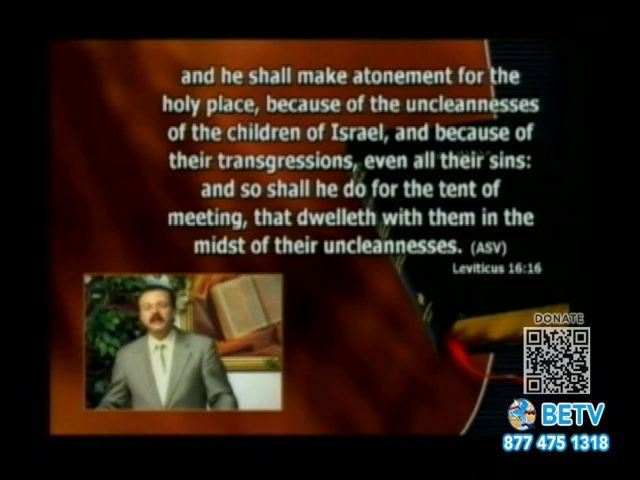 and he shall make atonement for the
holy place, because of the uncleannesses
of the children of Israel, and because of
their transgressions, even all their sins:
and so shall he do for the tent of
meeting, that dwelleth with them in the
midst of their uncleannesses. (ASV)
Leviticus 16:16
DONATE
BETV
877 475 1318